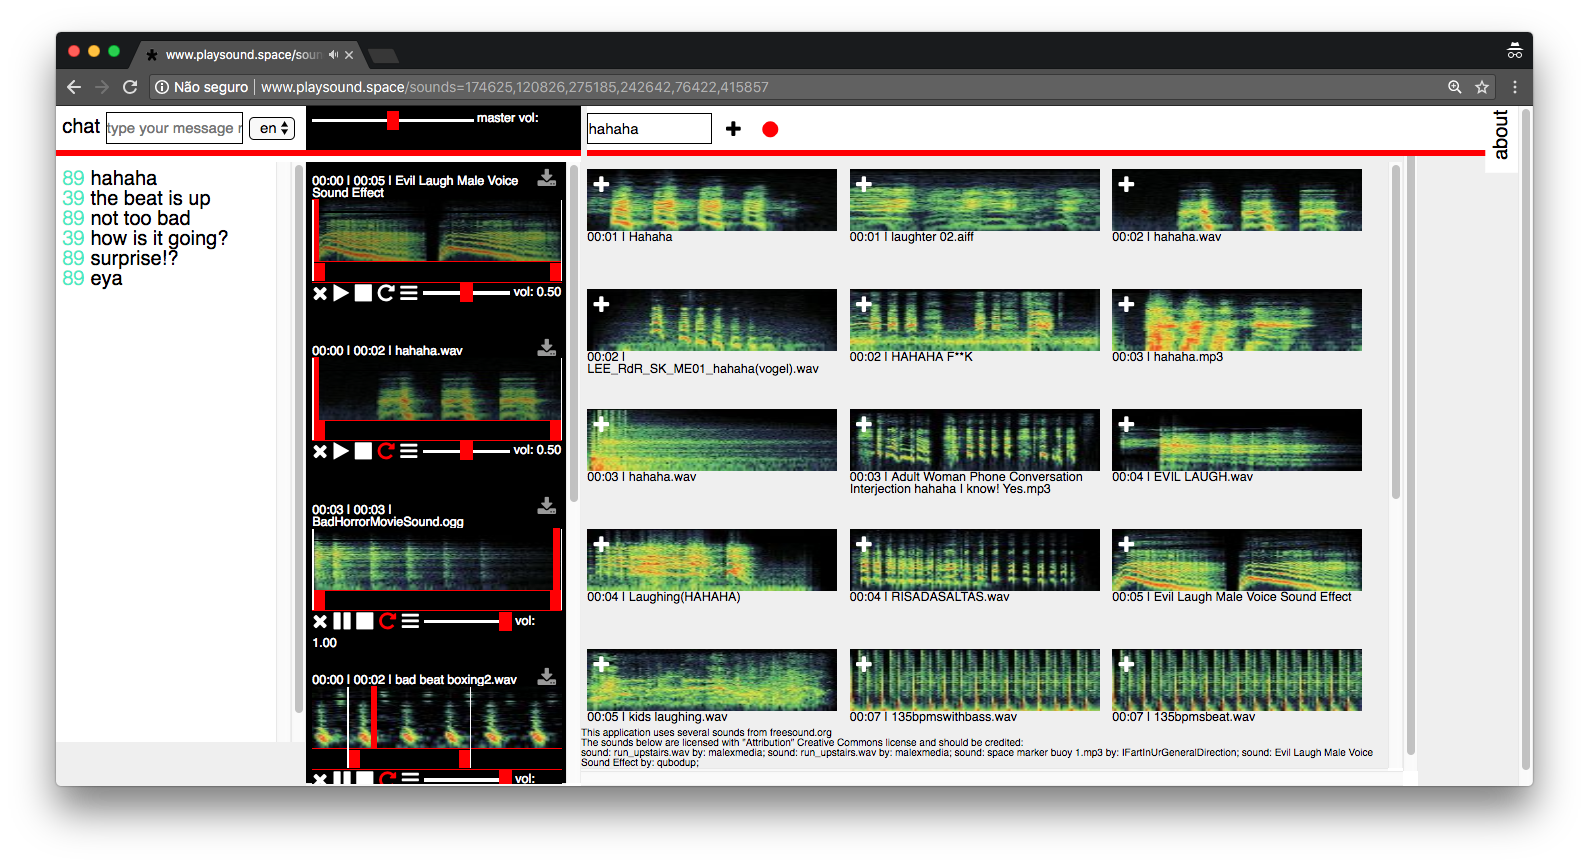 www.playsound.space/soun
Não seguro | www.playsound.space/sounds=174625,120826,275185,242642,76422,415857
chat
type your message
en
89 hahaha
39 the beat is up
89 not too bad
39 how is it going?
89 surprise!?
89 eya
master vol:
00:00 | 00:05 | Evil Laugh Male Voice
Sound Effect
vol: 0.50
00:00 | 00:02 | hahaha.wav
vol: 0.50
00:03 | 00:03 |
BadHorrorMovieSound.ogg
vol:
1.00
00:00 | 00:02 | bad beat boxing2.wav
vol:
hahaha
about
00:01 | Hahaha
00:01 | laughter 02.aiff
00:02 | hahaha.wav
00:02 |
LEE_RdR_SK_ME01_hahaha(vogel).wav
00:02 | HAHAHA F**K
00:03 | hahaha.mp3
00:03 | hahaha.wav
00:03 | Adult Woman Phone Conversation
Interjection hahaha I know! Yes.mp3
00:04 | EVIL LAUGH.wav
00:04 | Laughing(HAHAHA)
00:04 | RISADASALTAS.wav
00:05 | Evil Laugh Male Voice Sound Effect
00:05 | kids laughing.wav
00:07 | 135bpmswithbass.wav
00:07 | 135bpmsbeat.wav
This application uses several sounds from freesound.org
The sounds below are licensed with "Attribution" Creative Commons license and should be credited:
sound: run_upstairs.wav by: malexmedia; sound: run_upstairs.wav by: malexmedia; sound: space marker buoy 1.mp3 by: IFartInUrGeneralDirection; sound: Evil Laugh Male Voice
Sound Effect by: qubodup;